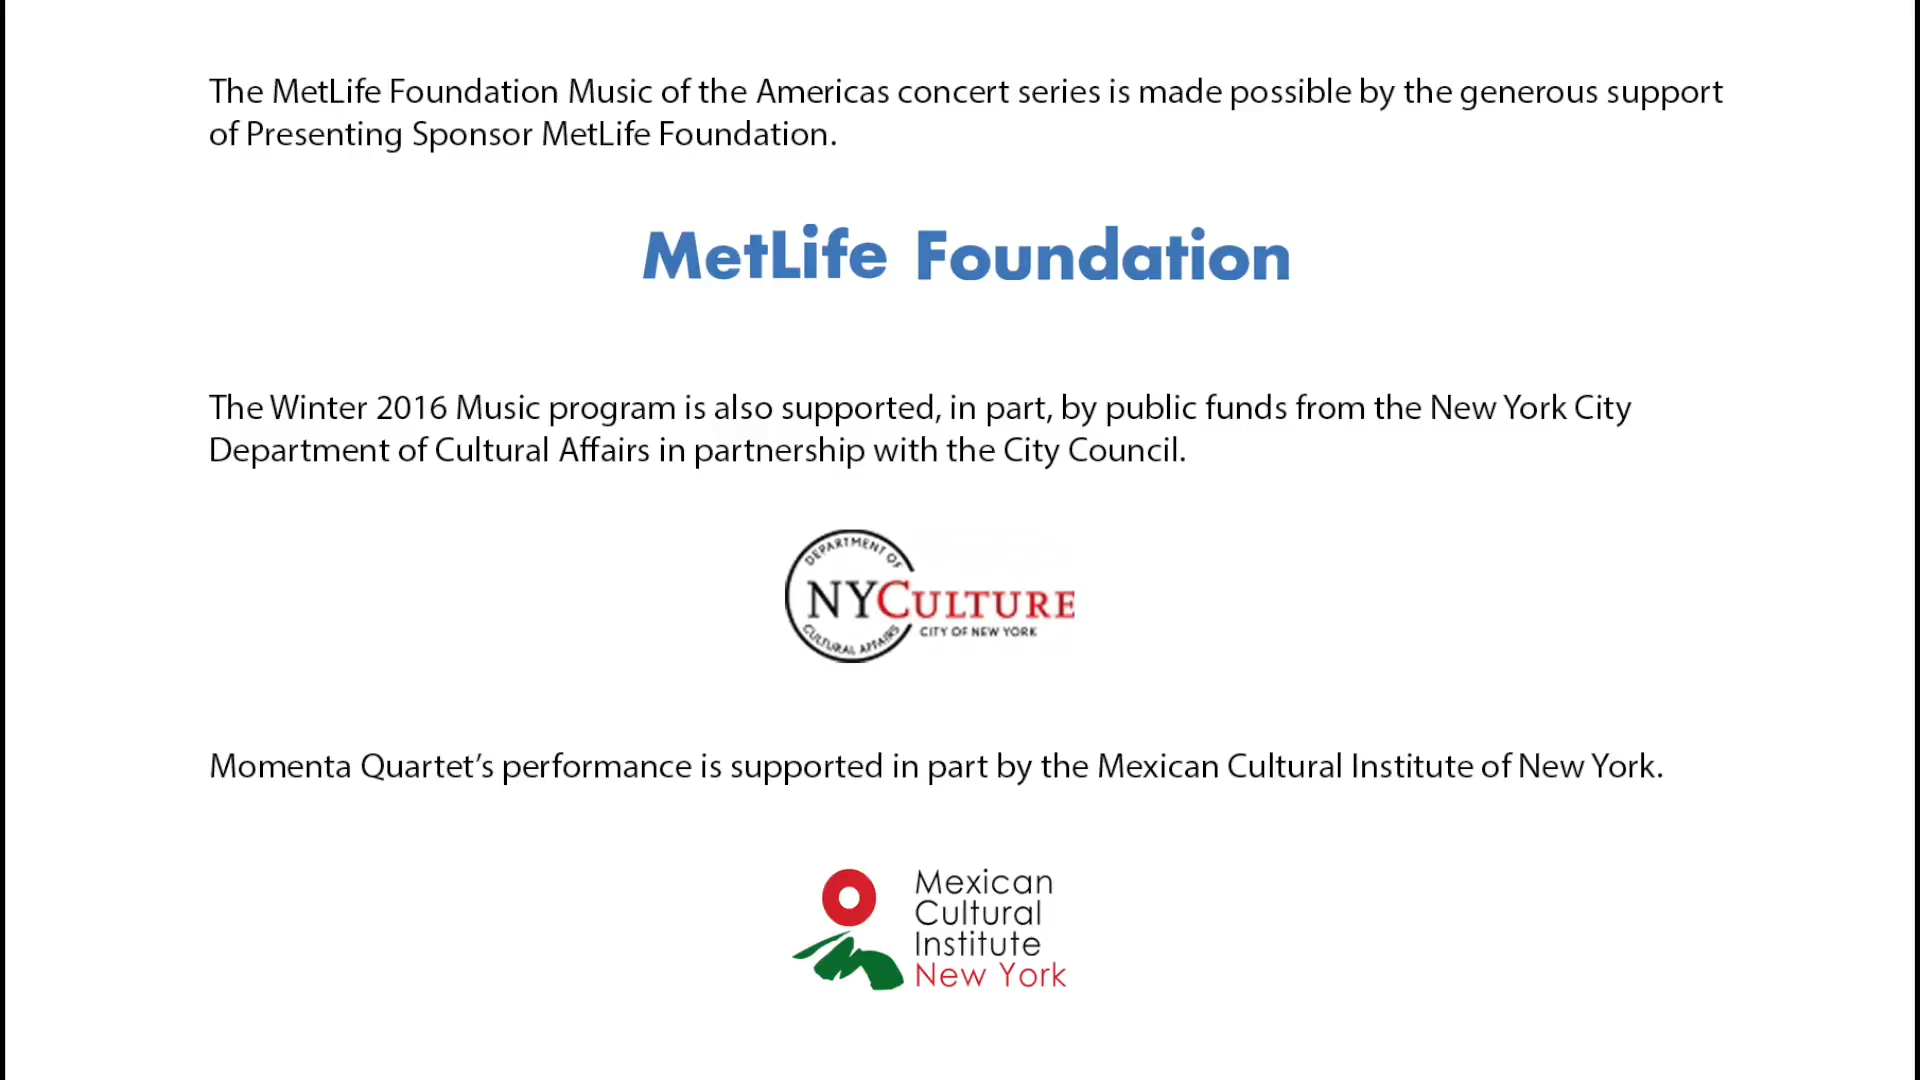 The MetLife Foundation Music of the Americas concert series is made possible by the generous support
of Presenting Sponsor MetLife Foundation.
MetLife Foundation
The Winter 2016 Music program is also supported, in part, by public funds from the New York City
Department of Cultural Affairs in partnership with the City Council.
DEPARTMENT OF
NYCULTURE
CITY OF NEW YORK
CULTURAL AFFAIRS
Momenta Quartet’s performance is supported in part by the Mexican Cultural Institute of New York.
Mexican
Cultural
Institute
New York